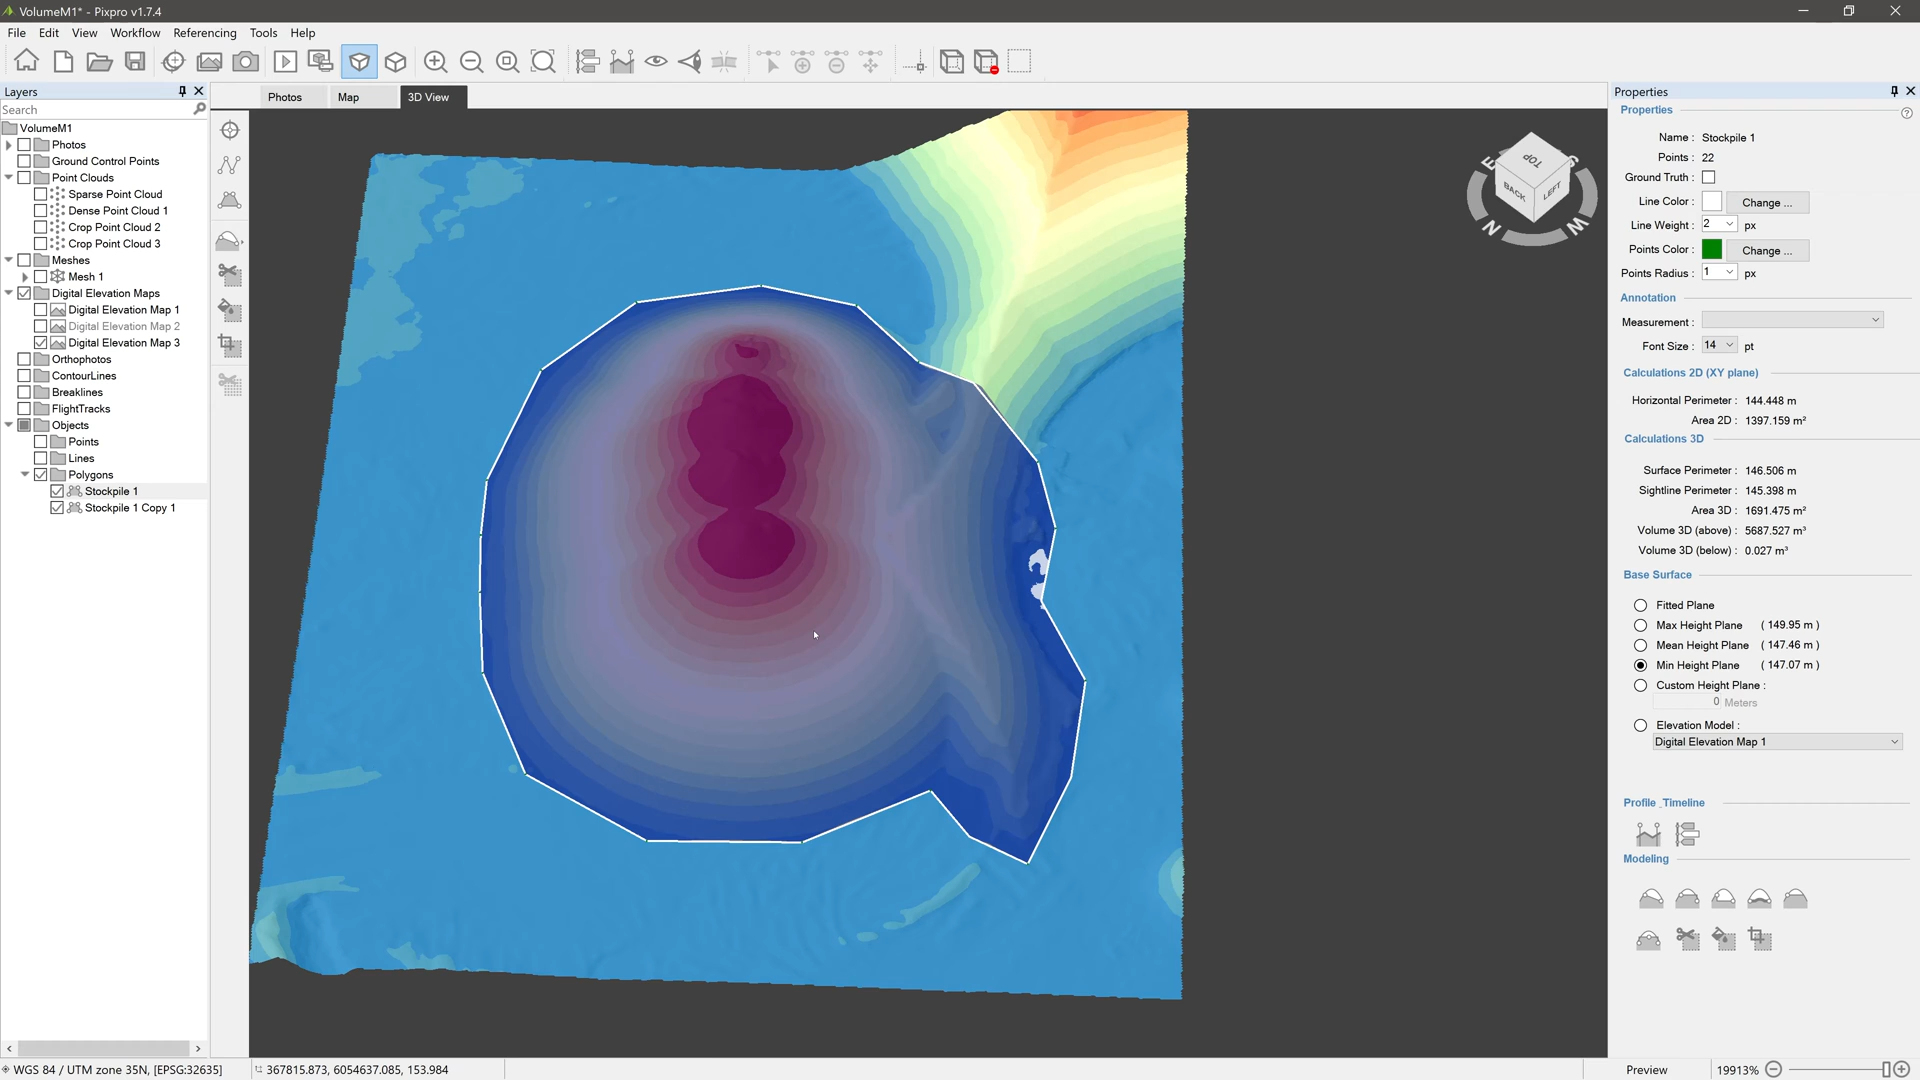 VolumeM1* - Pixpro v1.7.4
File Edit View Workflow Referencing Tools Help
Layers
Search
VolumeM1
Photos
Ground Control Points
Point Clouds
Sparse Point Cloud
Dense Point Cloud 1
Crop Point Cloud 2
Crop Point Cloud 3
Meshes
Mesh 1
Digital Elevation Maps
Digital Elevation Map 1
Digital Elevation Map 2
Digital Elevation Map 3
Orthophotos
ContourLines
Breaklines
FlightTracks
Objects
Points
Lines
Polygons
Stockpile 1
Stockpile 1 Copy 1
Photos Map 3D View
E S
TOP
BACK LEFT
N W
Properties
Properties
Name : Stockpile 1
Points : 22
Ground Truth :
Line Color : Change ...
Line Weight : 2 px
Points Color : Change ...
Points Radius : 1 px
Annotation
Measurement :
Font Size : 14 pt
Calculations 2D (XY plane)
Horizontal Perimeter : 144.448 m
Area 2D : 1397.159 m²
Calculations 3D
Surface Perimeter : 146.506 m
Sightline Perimeter : 145.398 m
Area 3D : 1691.475 m²
Volume 3D (above) : 5687.527 m³
Volume 3D (below) : 0.027 m³
Base Surface
Fitted Plane
Max Height Plane ( 149.95 m )
Mean Height Plane ( 147.46 m )
Min Height Plane ( 147.07 m )
Custom Height Plane :
0 Meters
Elevation Model :
Digital Elevation Map 1
Profile_Timeline
Modeling
WGS 84 / UTM zone 35N, [EPSG:32635] 367815.873, 6054637.085, 153.984 Preview 19913%